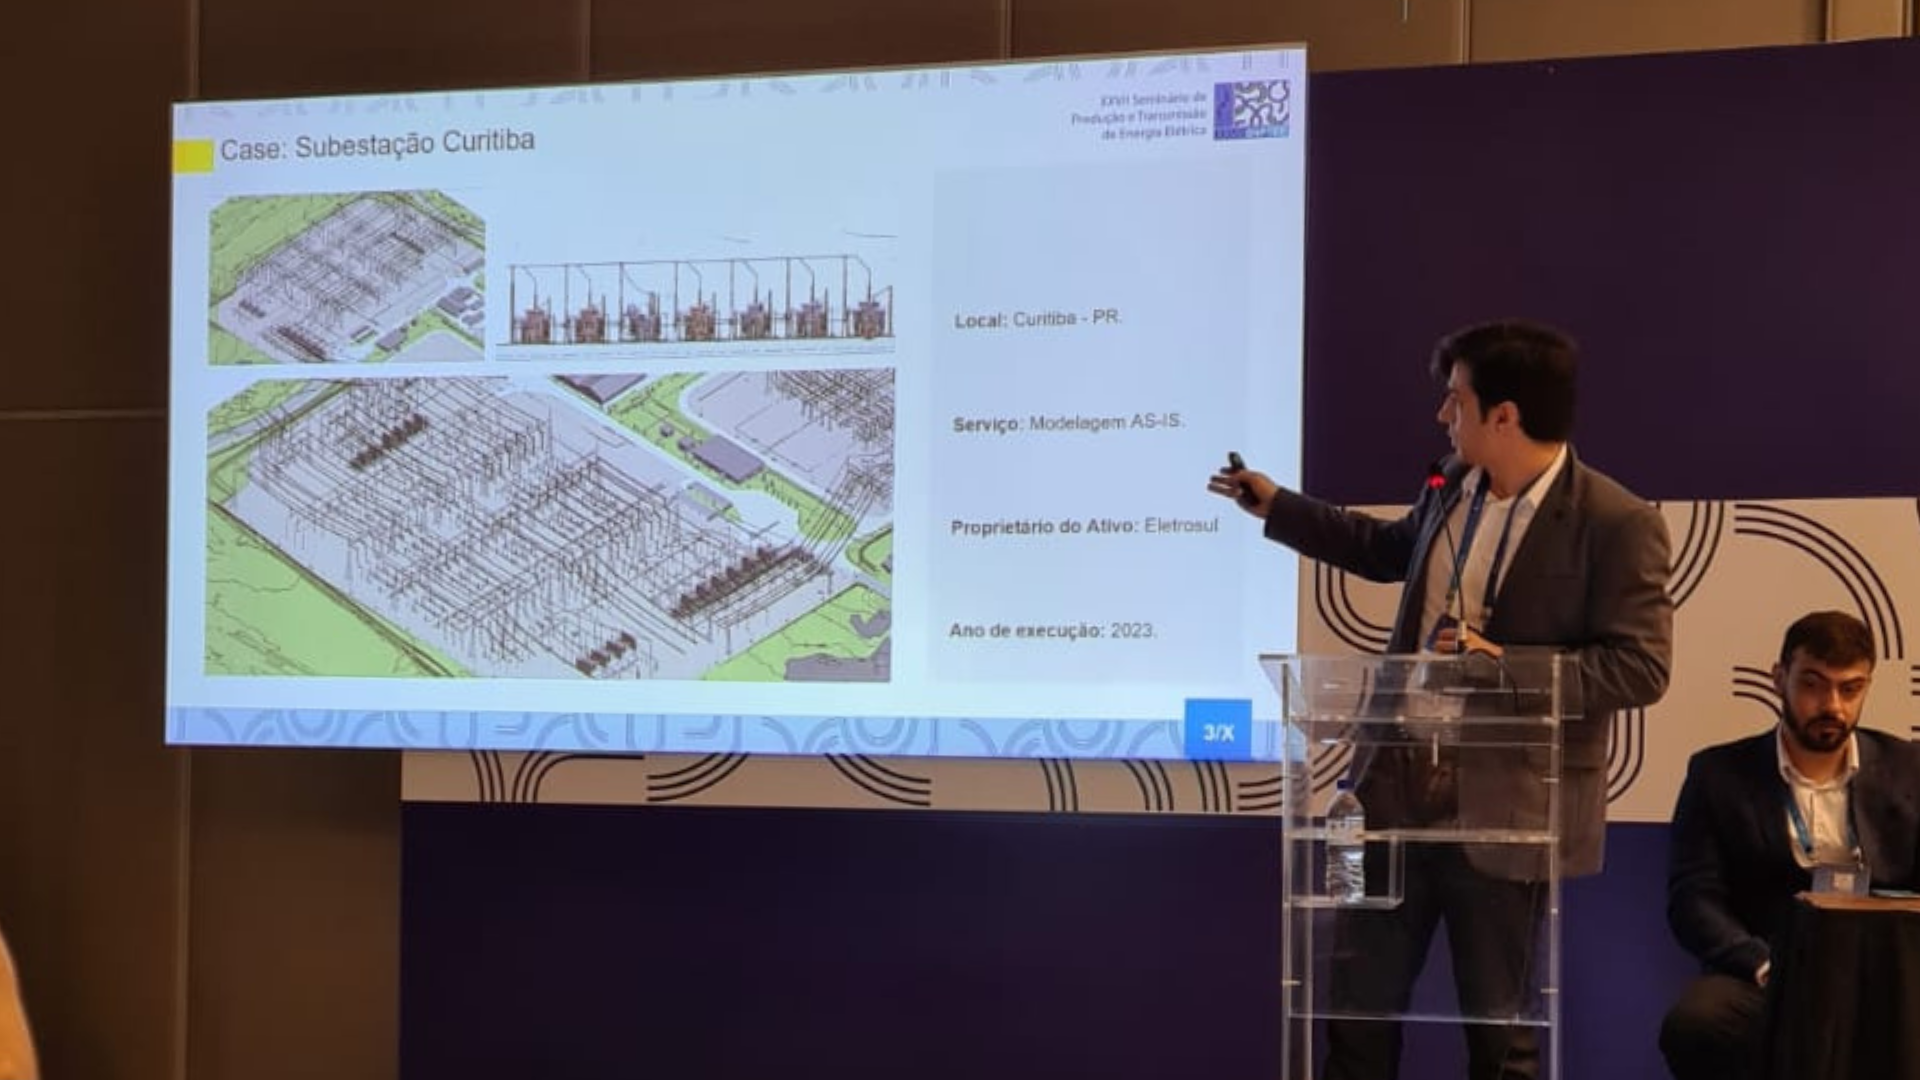 XXVII Seminário de
Produção e Transmissão
de Energia Elétrica
Case: Subestação Curitiba
Local: Curitiba - PR.
Serviço: Modelagem AS-IS.
Proprietário do Ativo: Eletrosul
Ano de execução: 2023.
3/X